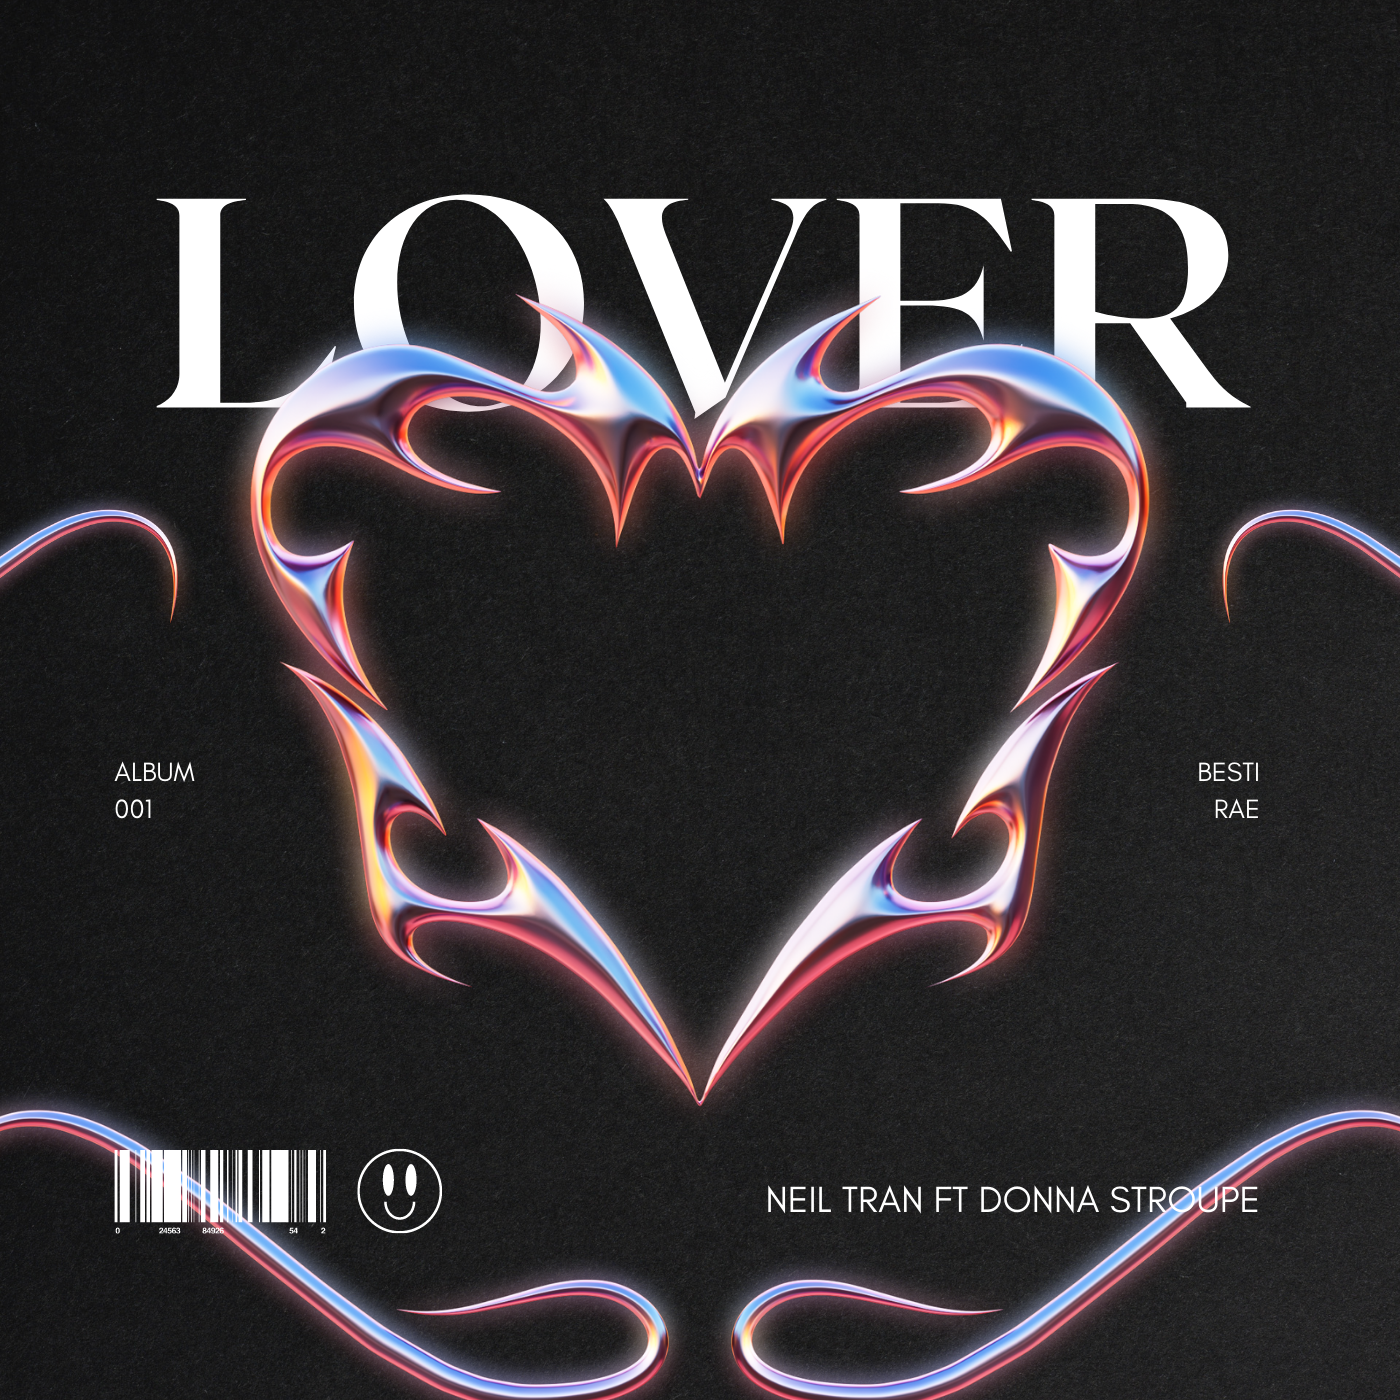 LOVER
ALBUM
001
BESTI
RAE
NEIL TRAN FT DONNA STROUPE
0 24563 84926 54 2